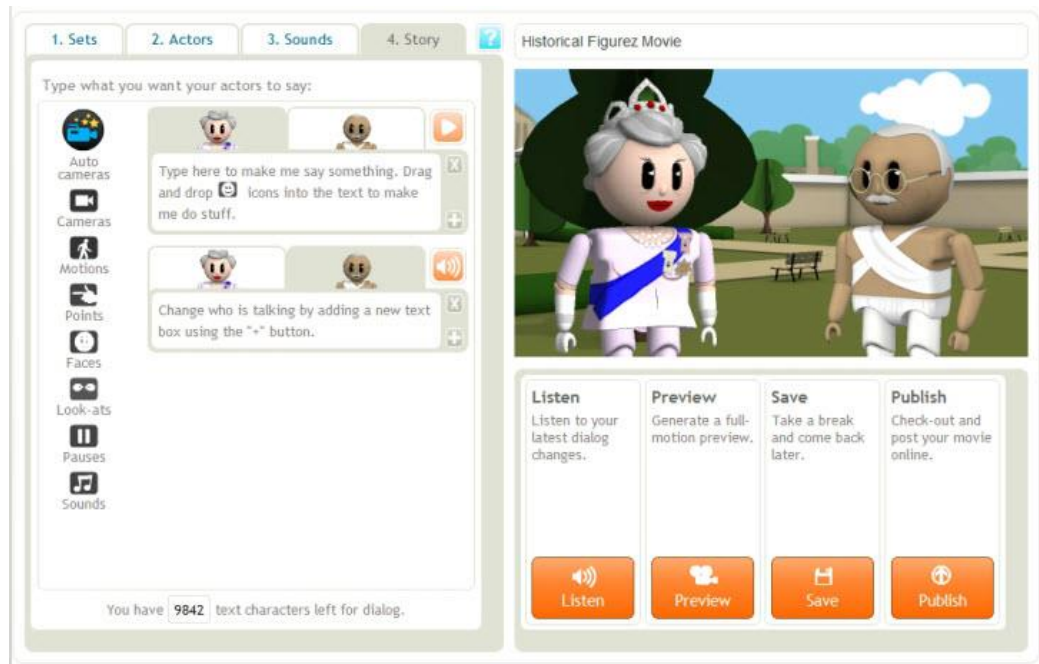 1. Sets
2. Actors
3. Sounds
4. Story
?
Historical Figurez Movie
Type what you want your actors to say:
Auto
cameras
Cameras
Motions
Points
Faces
Look-ats
Pauses
Sounds
Type here to make me say something. Drag
and drop icons into the text to make
me do stuff.
X
Change who is talking by adding a new text
box using the "+" button.
X
You have 9842 text characters left for dialog.
Listen
Listen to your
latest dialog
changes.
Listen
Preview
Generate a full-
motion preview.
Preview
Save
Take a break
and come back
later.
Save
Publish
Check-out and
post your movie
online.
Publish